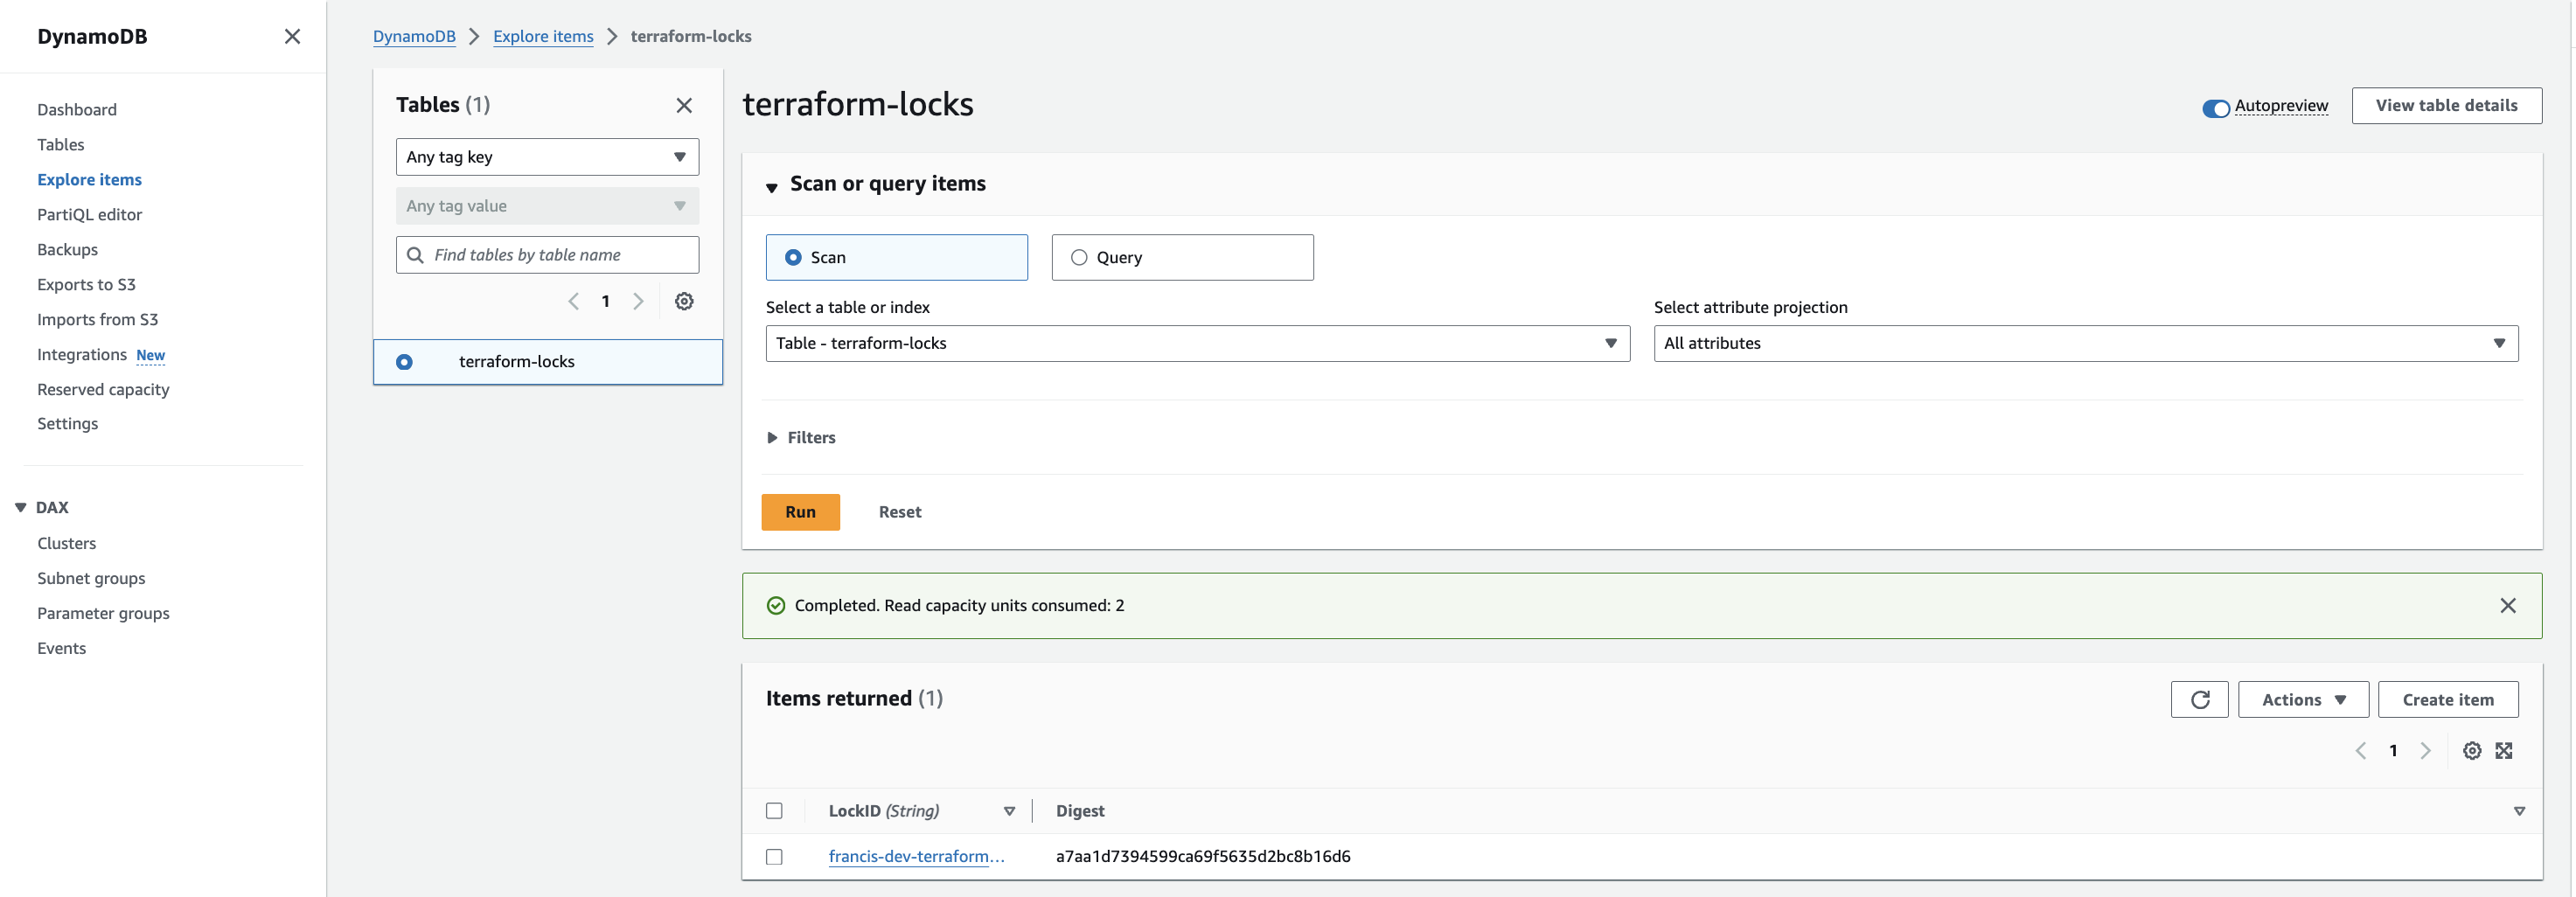 DynamoDB
Dashboard
Tables
Explore items
PartiQL editor
Backups
Exports to S3
Imports from S3
Integrations New
Reserved capacity
Settings
DAX
Clusters
Subnet groups
Parameter groups
Events
DynamoDB Explore items terraform-locks
Tables (1)
Any tag key
Any tag value
Find tables by table name
1
terraform-locks
terraform-locks
Autopreview
View table details
Scan or query items
Scan
Query
Select a table or index
Table - terraform-locks
Select attribute projection
All attributes
Filters
Run
Reset
Completed. Read capacity units consumed: 2
Items returned (1)
Actions
Create item
1
LockID (String)
Digest
francis-dev-terraform...
a7aa1d7394599ca69f5635d2bc8b16d6